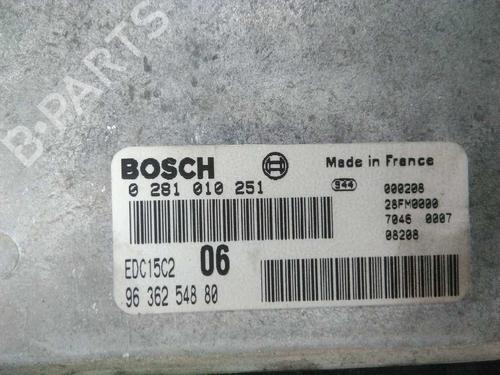 B-PARTS
BOSCH
Made in France
0 281 010 251
944
000208
28FM0000
7046 0007
08208
EDC15C2
06
96 362 548 80